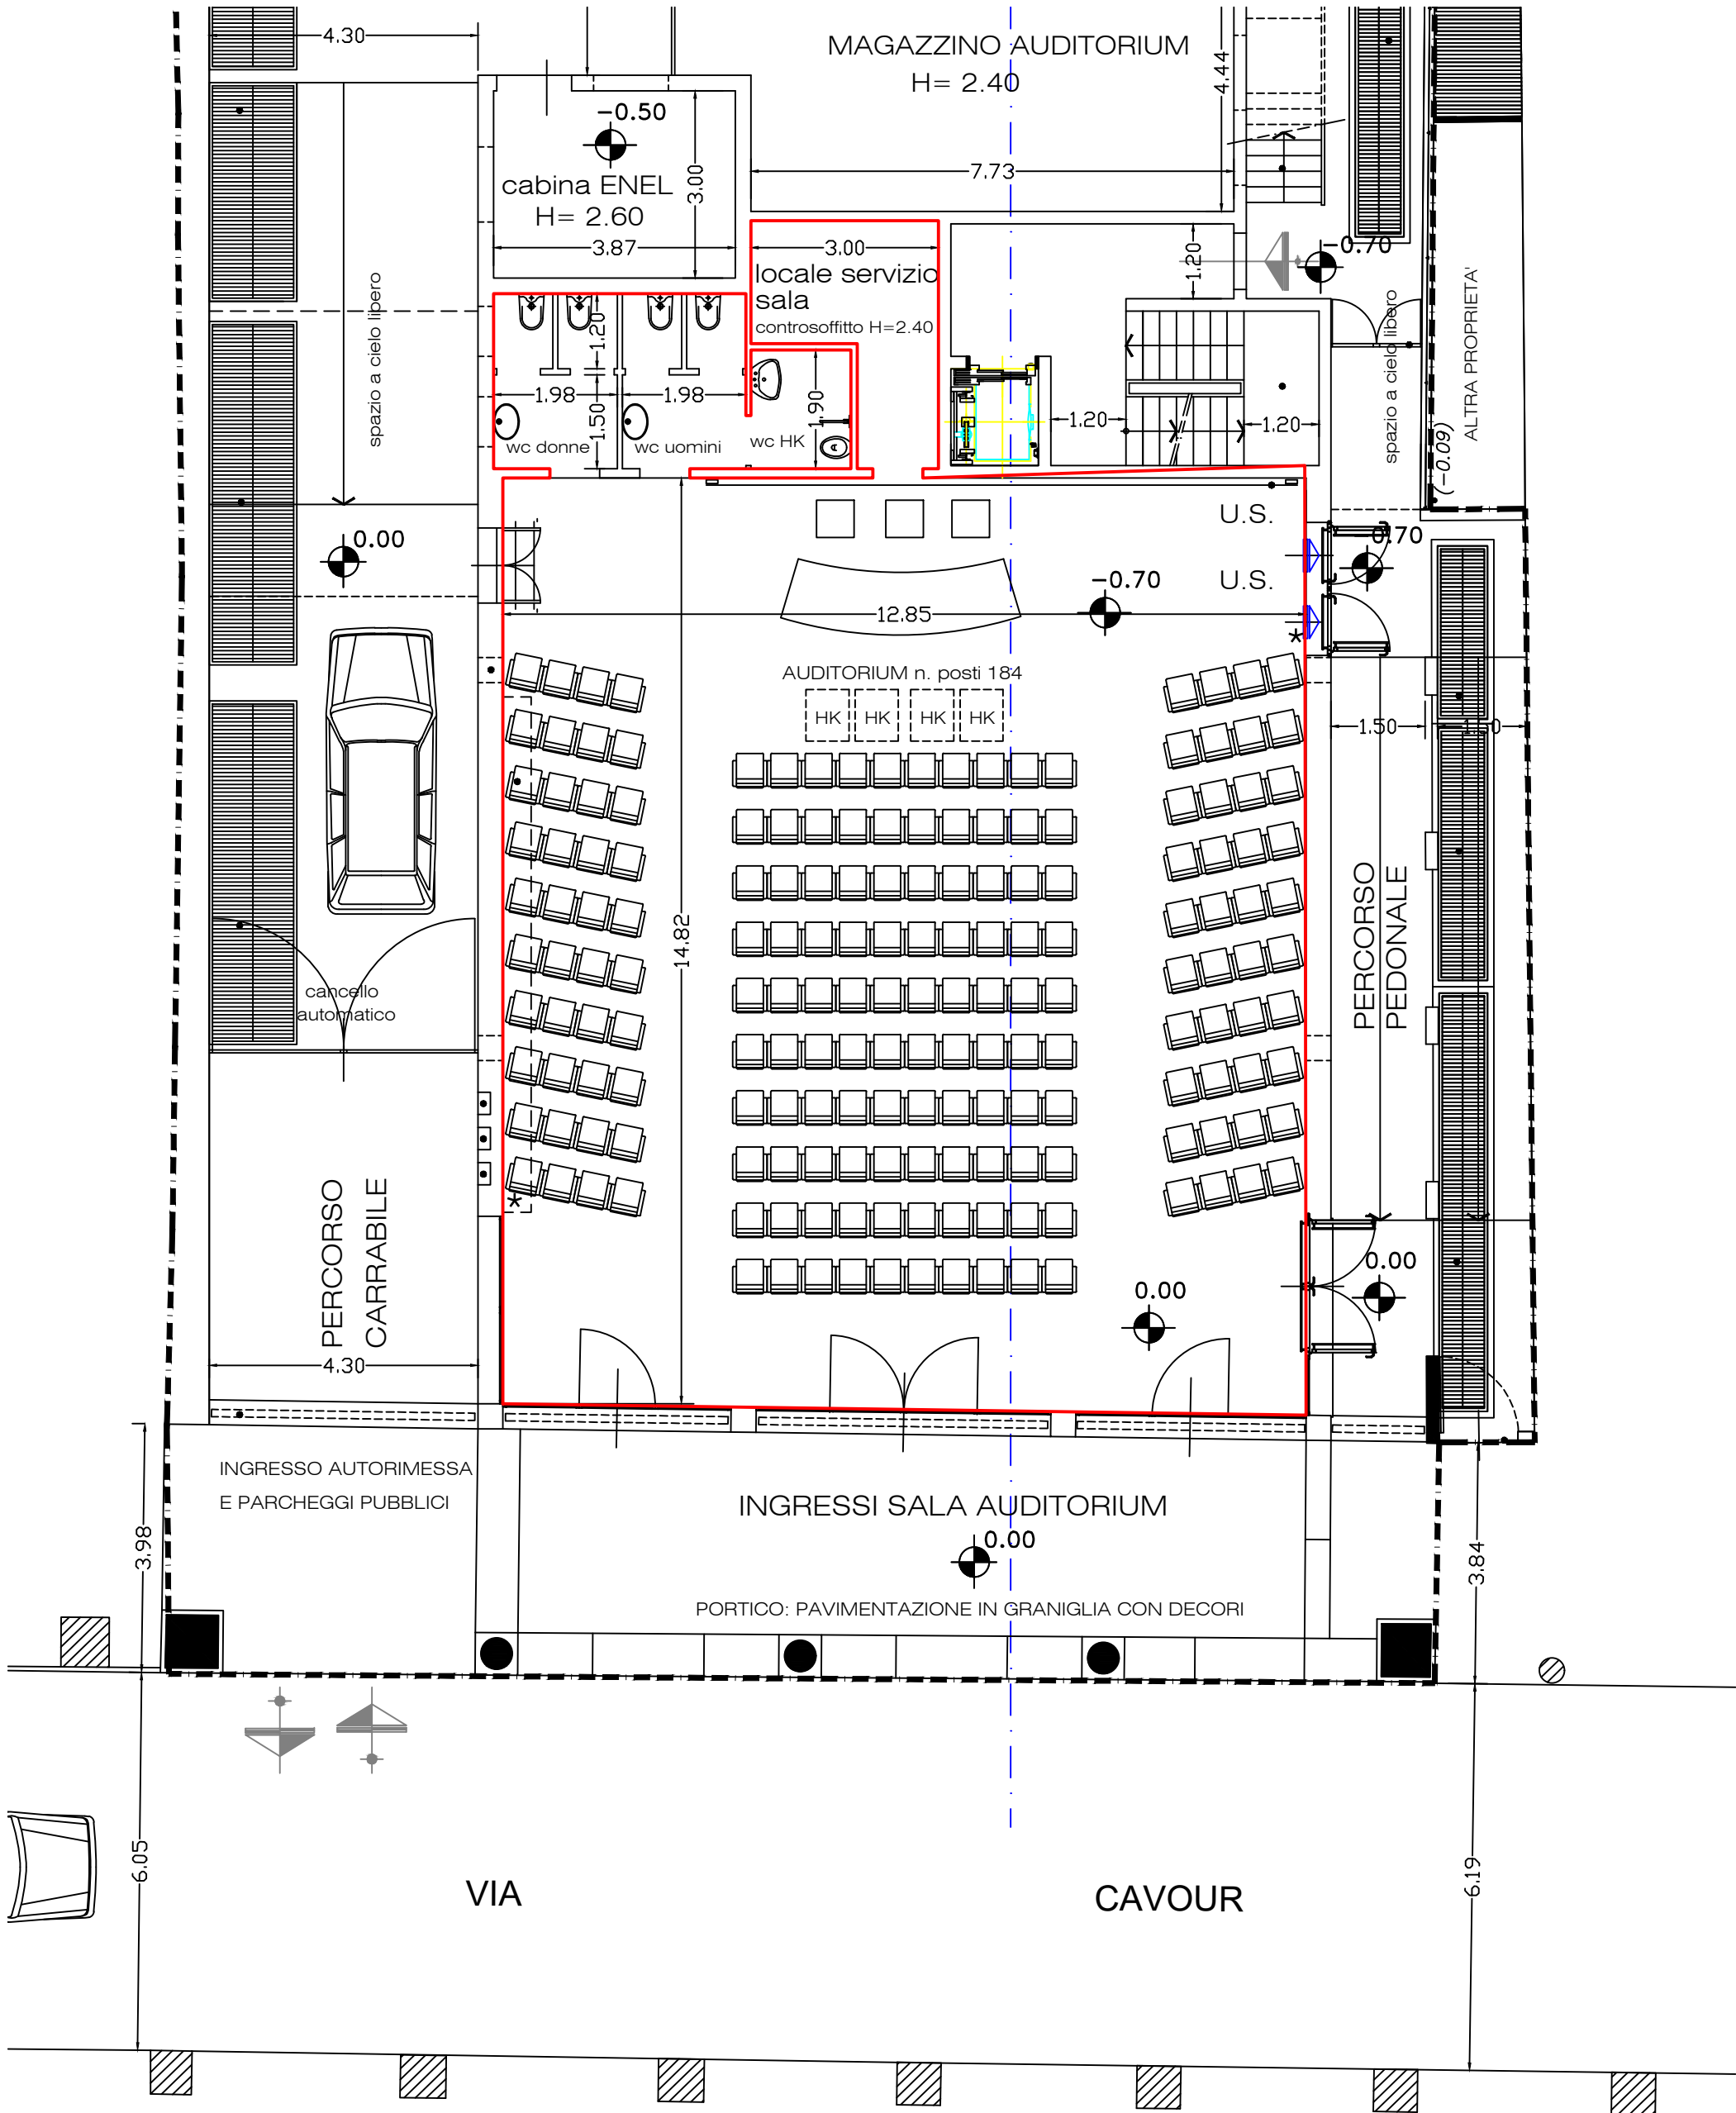 4.30
MAGAZZINO AUDITORIUM
H= 2.40
4.44
-0.50
cabina ENEL
H= 2.60
3.00
3.87
7.73
3.00
locale servizio
sala
controsoffitto H=2.40
1.20
-0.70
spazio a cielo libero
spazio a cielo libero
ALTRA PROPRIETA'
(-0.09)
1.20
1.98
1.98
1.50
1.90
wc donne
wc uomini
wc HK
1.20
1.20
0.00
U.S.
U.S.
-0.70
0.70
12.85
*
AUDITORIUM n. posti 184
HK
HK
HK
HK
1.50
1.50
14.82
PERCORSO
PEDONALE
cancello
automatico
PERCORSO
CARRABILE
*
0.00
0.00
4.30
INGRESSO AUTORIMESSA
E PARCHEGGI PUBBLICI
INGRESSI SALA AUDITORIUM
0.00
3.98
3.84
PORTICO: PAVIMENTAZIONE IN GRANIGLIA CON DECORI
6.05
6.19
VIA
CAVOUR